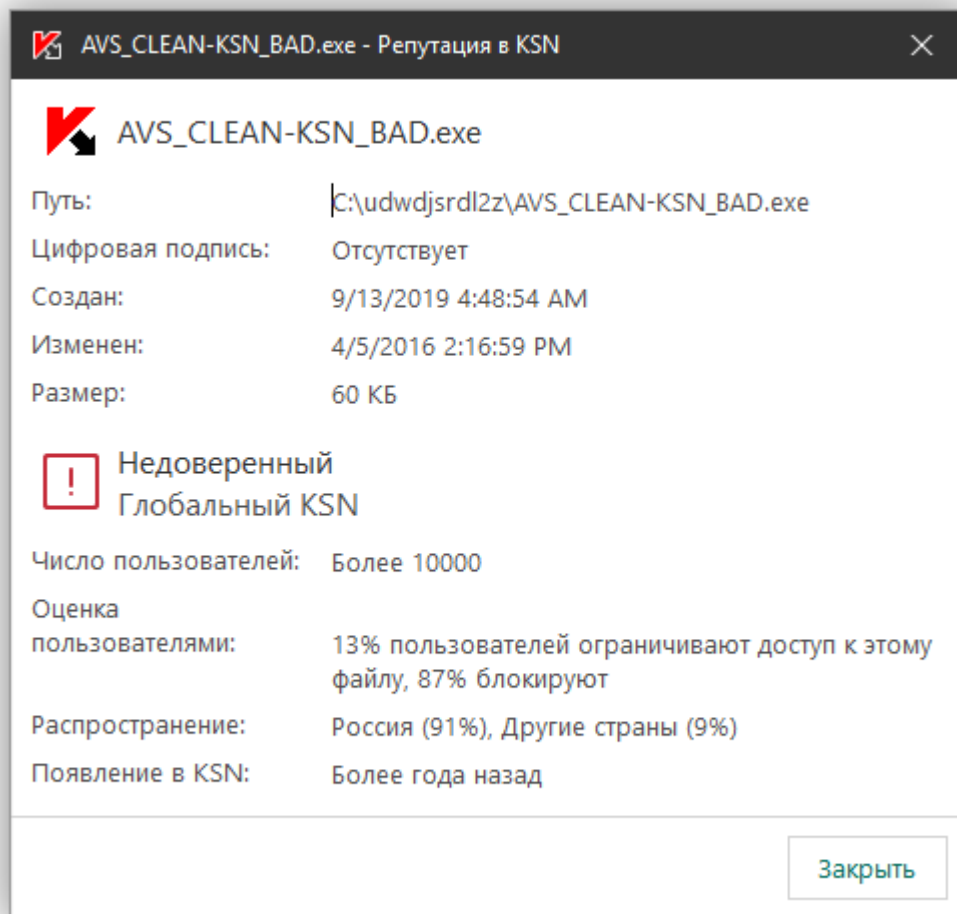 AVS_CLEAN-KSN_BAD.exe - Репутация в KSN
AVS_CLEAN-KSN_BAD.exe
Путь: C:\udwdjsrdl2z\AVS_CLEAN-KSN_BAD.exe
Цифровая подпись: Отсутствует
Создан: 9/13/2019 4:48:54 AM
Изменен: 4/5/2016 2:16:59 PM
Размер: 60 КБ
Недоверенный
Глобальный KSN
Число пользователей: Более 10000
Оценка
пользователями: 13% пользователей ограничивают доступ к этому
файлу, 87% блокируют
Распространение: Россия (91%), Другие страны (9%)
Появление в KSN: Более года назад
Закрыть